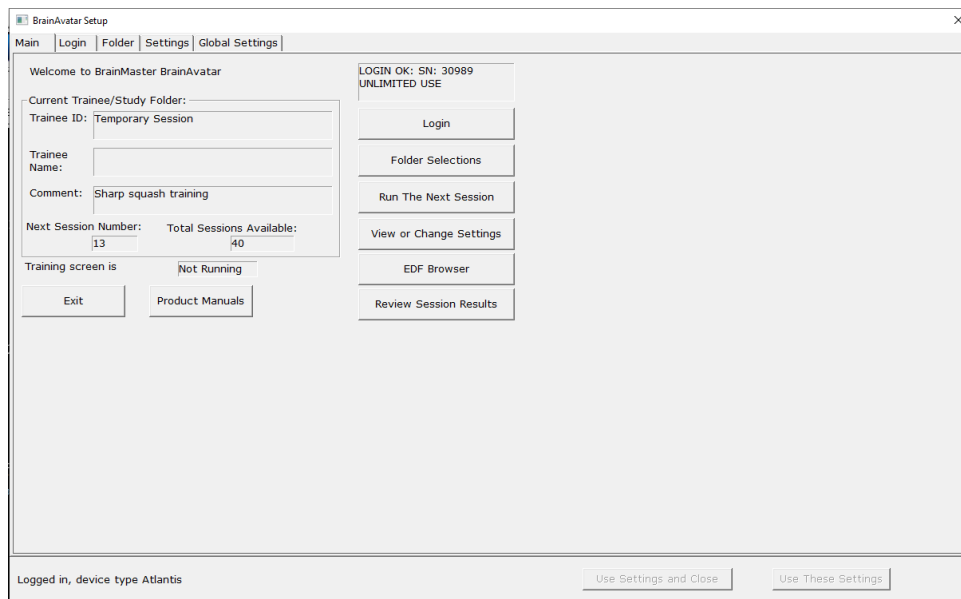 BrainAvatar Setup
Main Login Folder Settings Global Settings
Welcome to BrainMaster BrainAvatar
LOGIN OK: SN: 30989
UNLIMITED USE
Current Trainee/Study Folder:
Trainee ID: Temporary Session
Trainee
Name:
Comment: Sharp squash training
Next Session Number: Total Sessions Available:
13 40
Training screen is Not Running
Exit Product Manuals
Login
Folder Selections
Run The Next Session
View or Change Settings
EDF Browser
Review Session Results
Logged in, device type Atlantis
Use Settings and Close Use These Settings